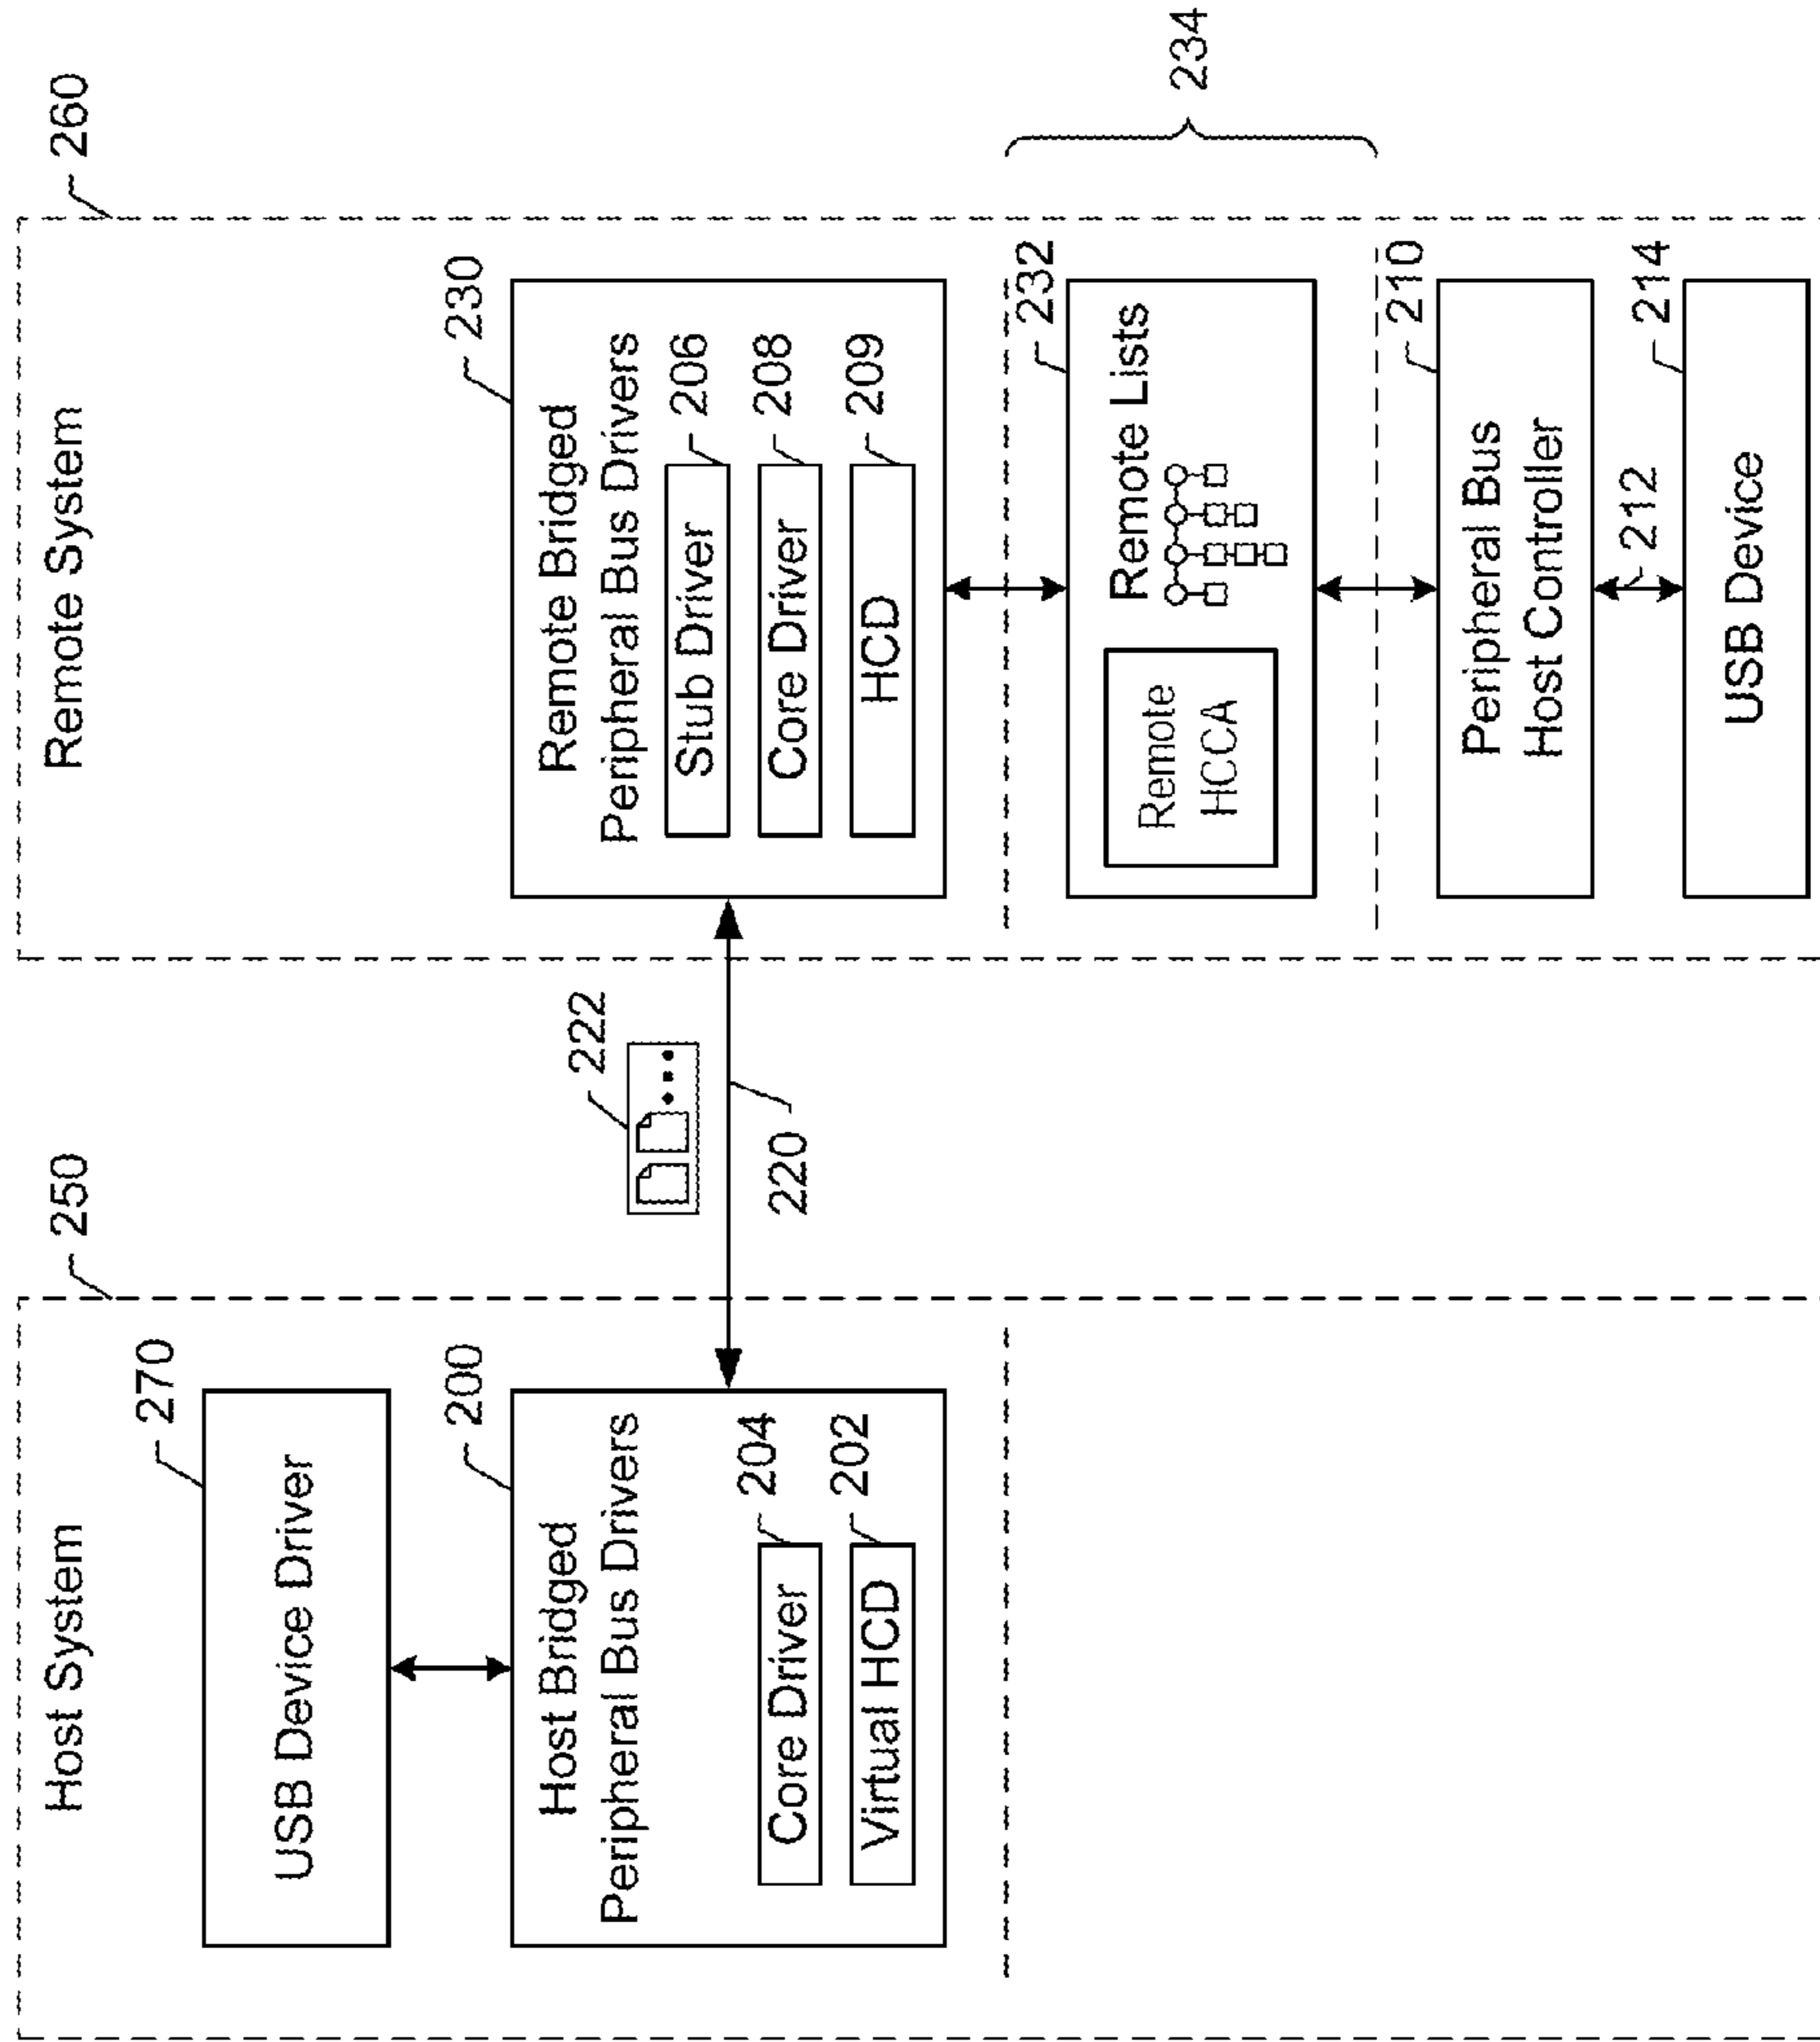 Host System
250
USB Device Driver
270
Host Bridged
Peripheral Bus Drivers
200
Core Driver
204
Virtual HCD
202
222
220
Remote System
260
Remote Bridged
Peripheral Bus Drivers
230
Stub Driver
206
Core Driver
208
HCD
209
Remote Lists
232
Remote
HCCA
234
Peripheral Bus
Host Controller
210
212
USB Device
214